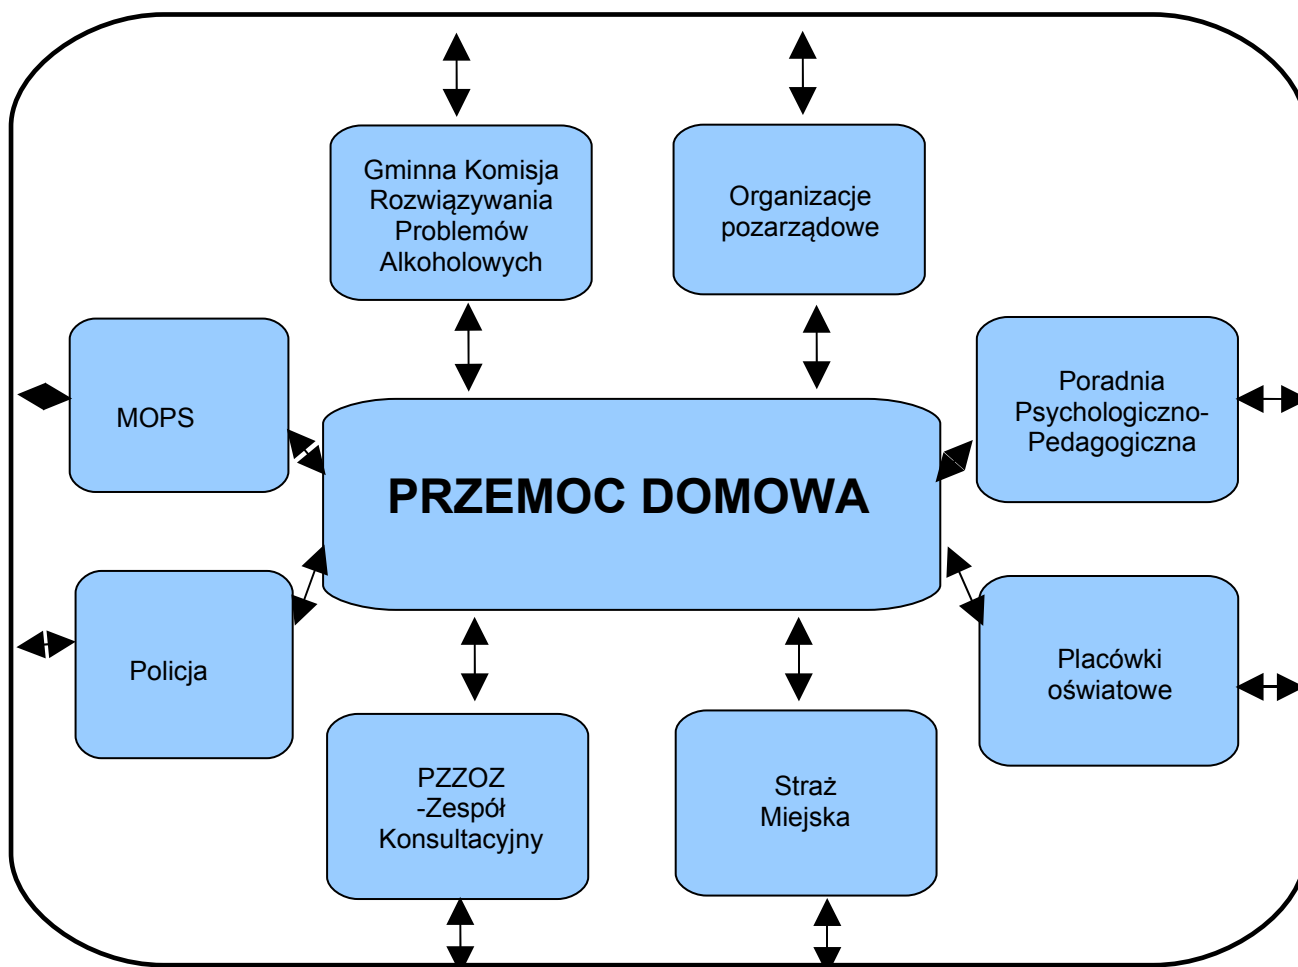 Gminna Komisja
Rozwiązywania
Problemów
Alkoholowych
Organizacje
pozarządowe
MOPS
Poradnia
Psychologiczno-
Pedagogiczna
PRZEMOC DOMOWA
Policja
Placówki
oświatowe
PZZOZ
-Zespół
Konsultacyjny
Straż
Miejska